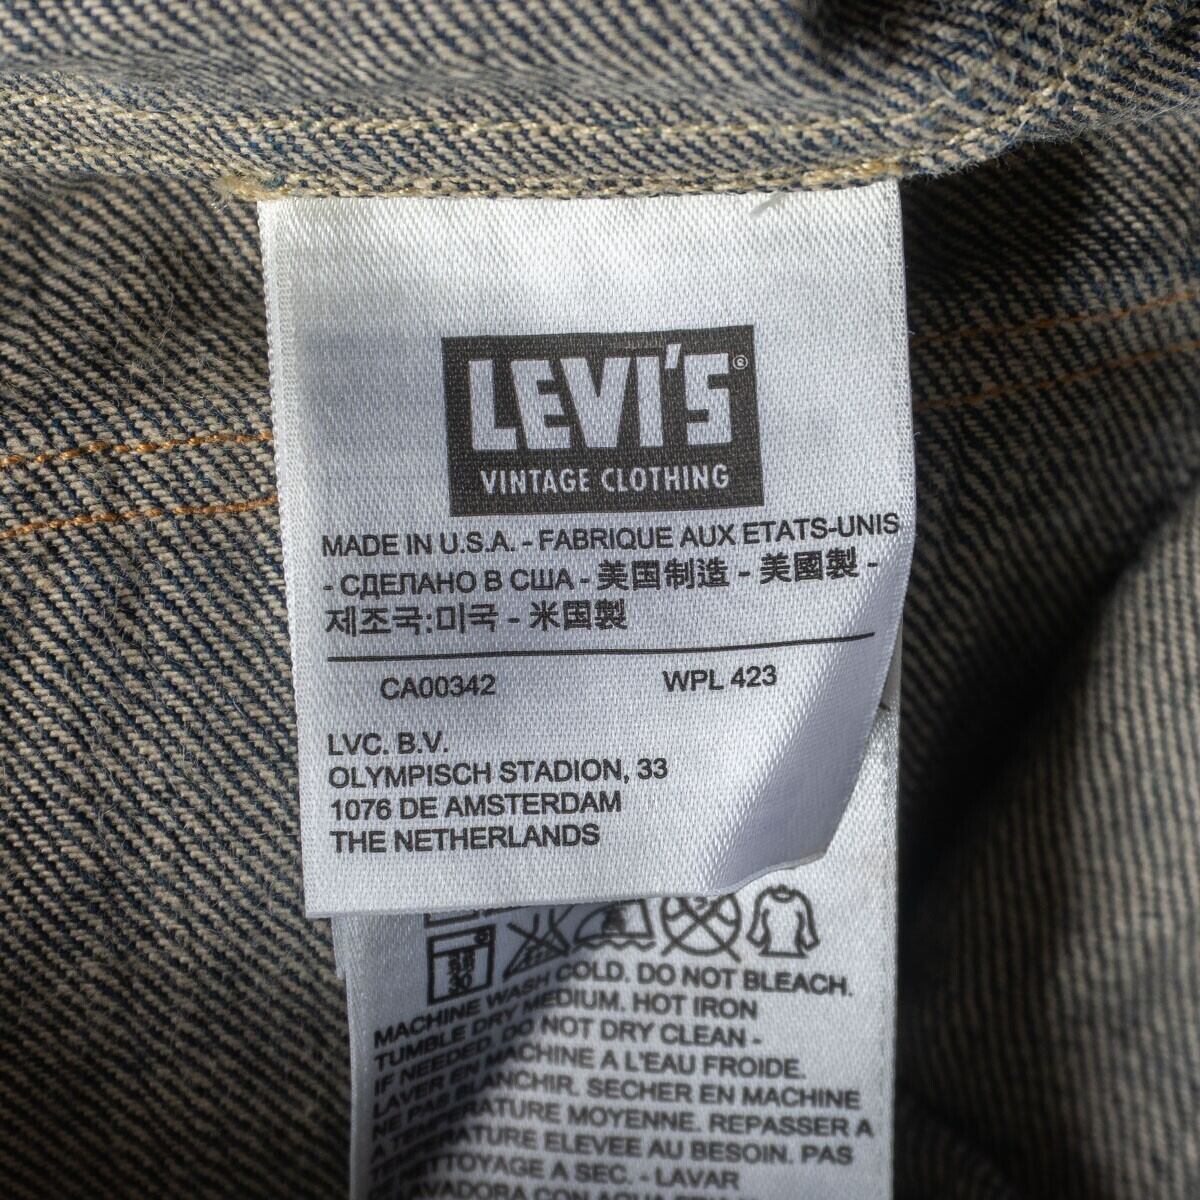 LEVI'S®
VINTAGE CLOTHING
MADE IN U.S.A. - FABRIQUE AUX ETATS-UNIS
- СДЕЛАНО В США - 美国制造 - 美國製 -
제조국:미국 - 米国製
CA00342 WPL 423
LVC. B.V.
OLYMPISCH STADION, 33
1076 DE AMSTERDAM
THE NETHERLANDS
30
MACHINE WASH COLD. DO NOT BLEACH.
TUMBLE DRY MEDIUM. HOT IRON
IF NEEDED. DO NOT DRY CLEAN -
LAVER EN MACHINE A L'EAU FROIDE.
NE PAS BLANCHIR. SECHER EN MACHINE
A TEMPERATURE MOYENNE. REPASSER A
TEMPERATURE ELEVEE AU BESOIN. PAS
NETTOYAGE A SEC. - LAVAR
LAVADORA CON AGUA